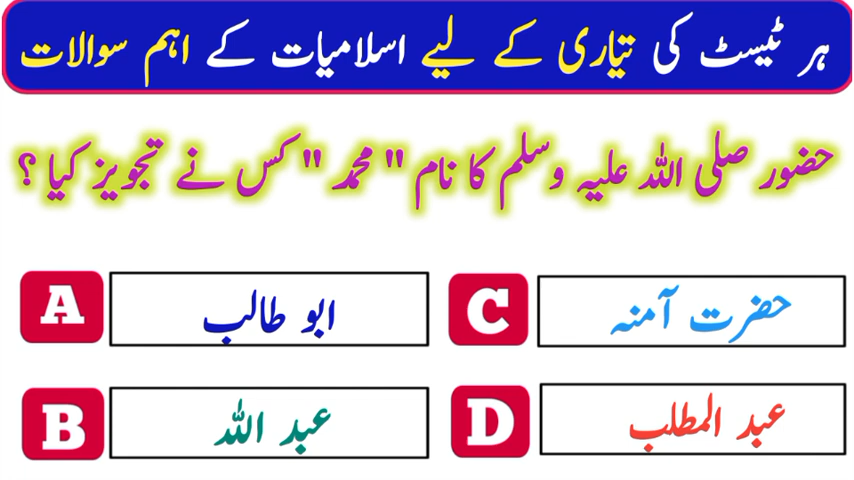 ہر ٹیسٹ کی تیاری کے لیے اسلامیات کے اہم سوالات
حضور صلی اللہ علیہ وسلم کا نام " محمد " کس نے تجویز کیا ؟
A ابو طالب
C حضرت آمنہ
B عبد اللہ
D عبد المطلب